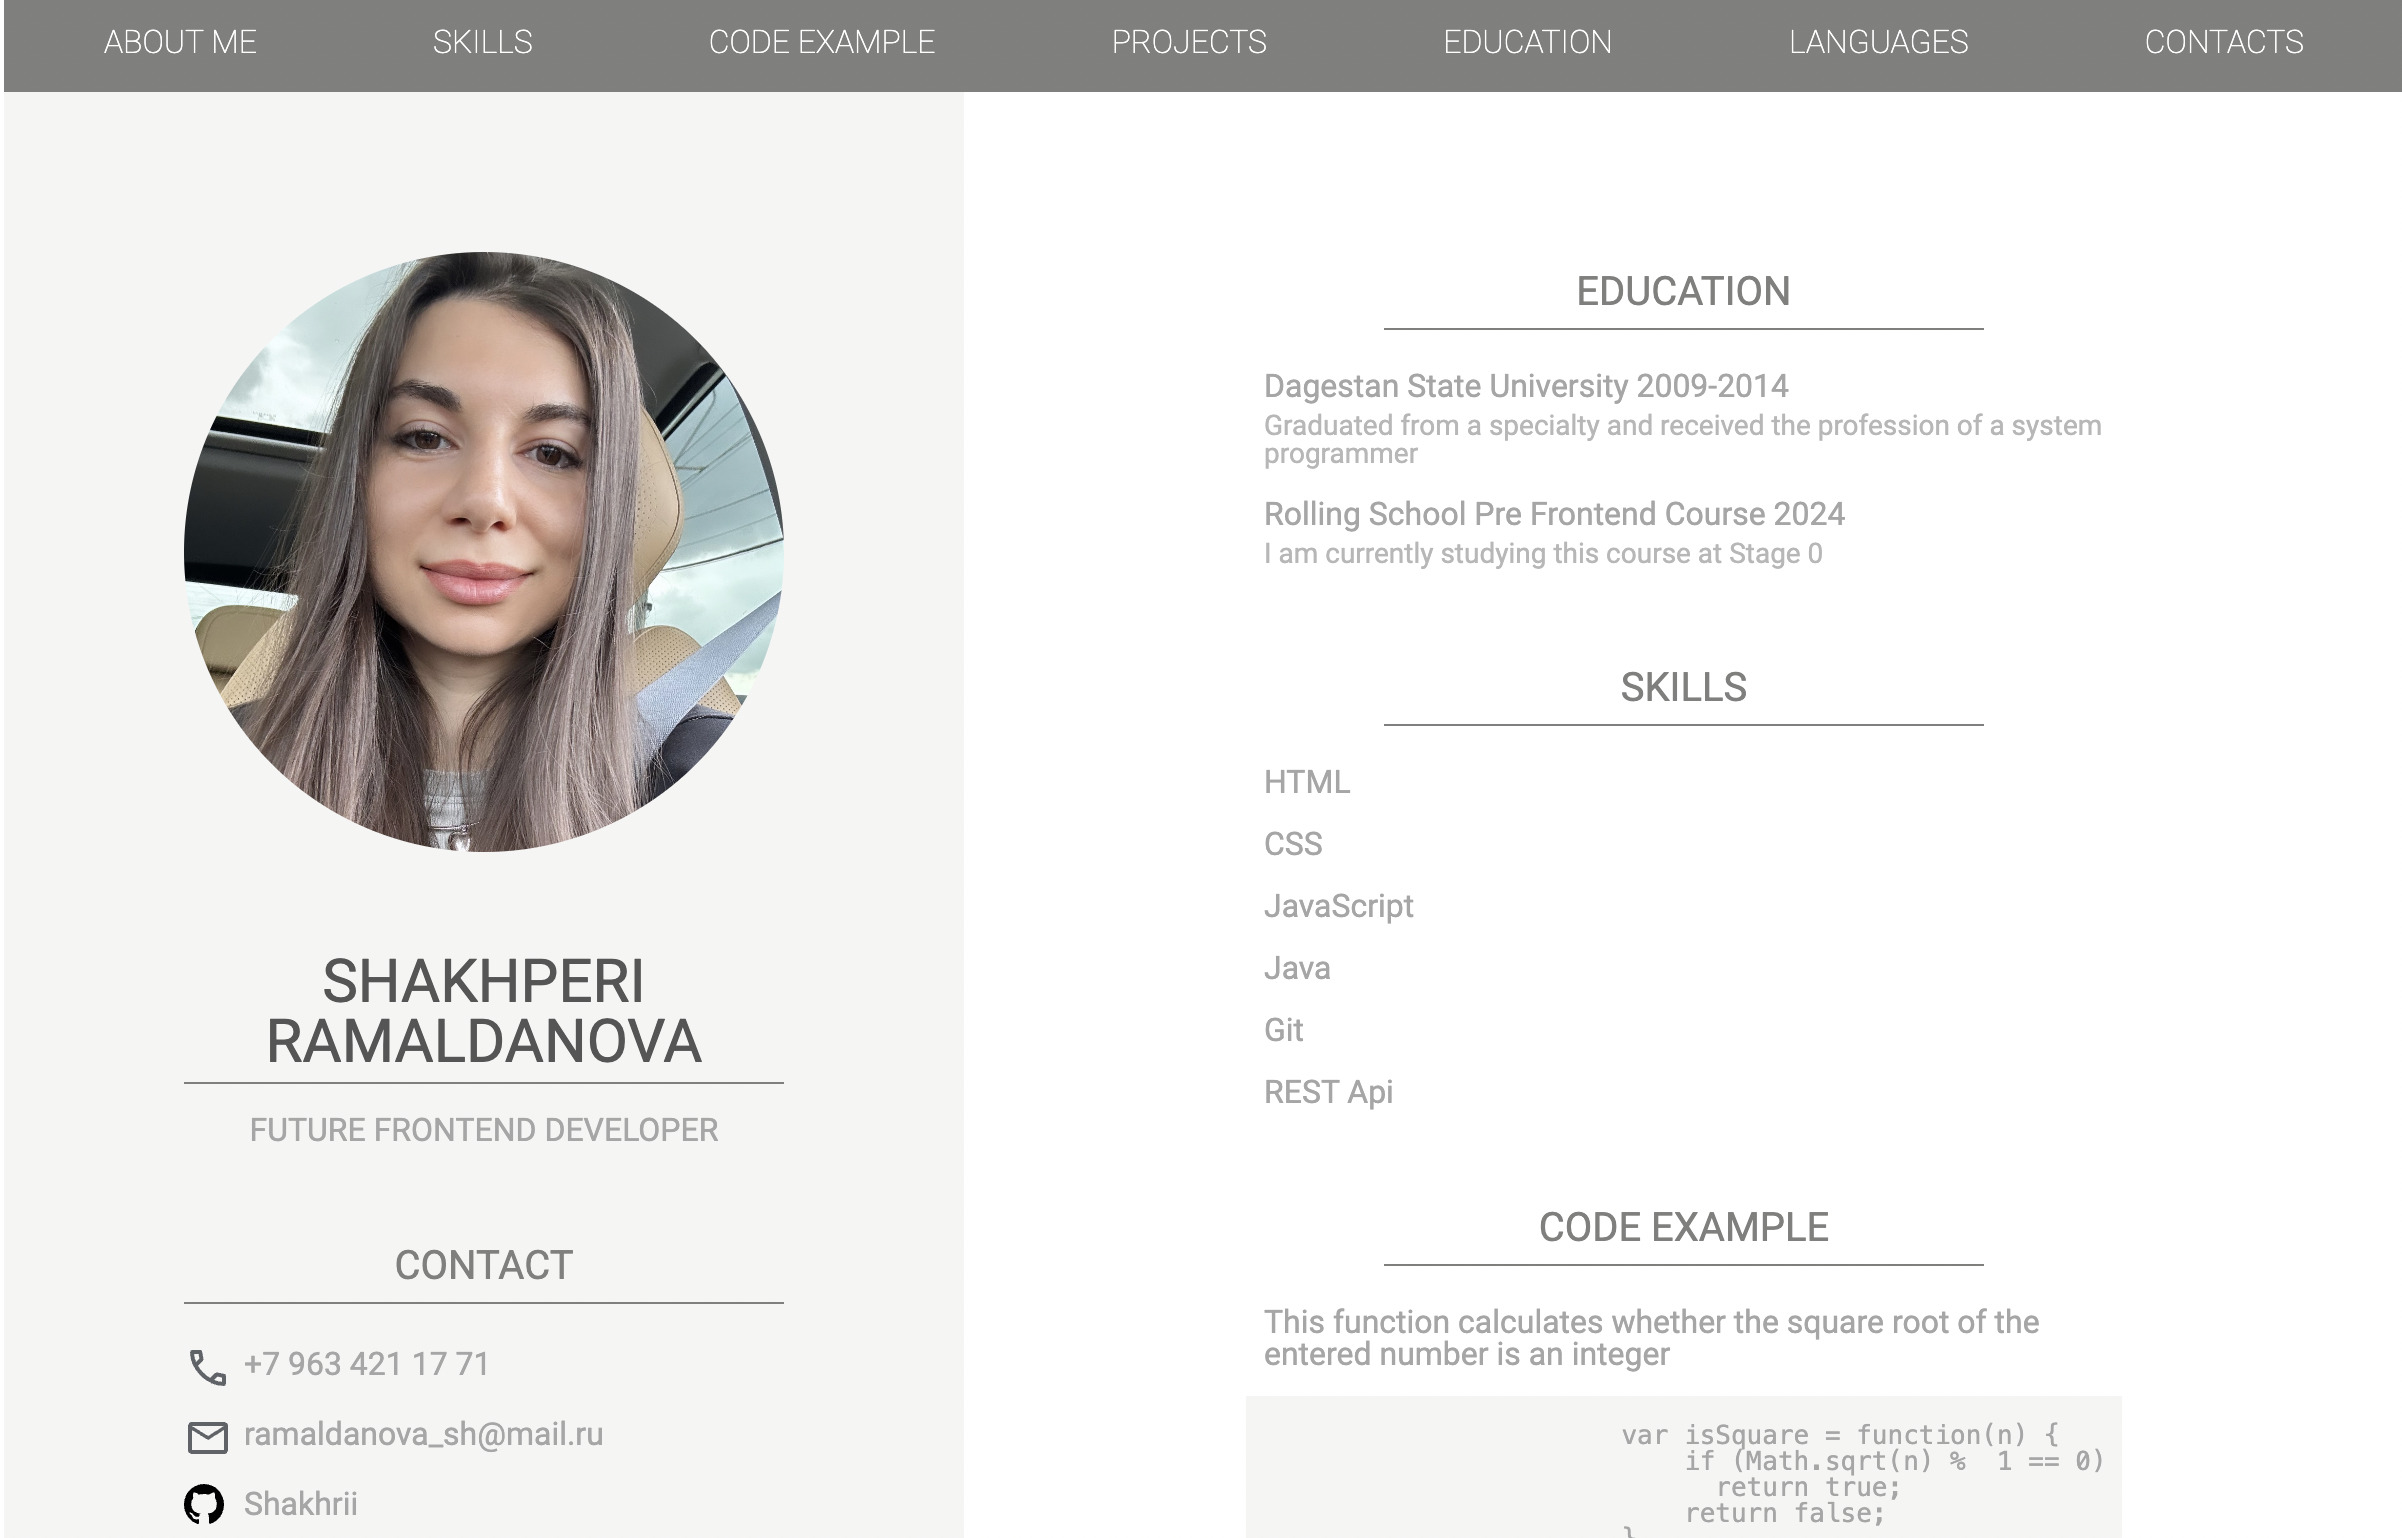 ABOUT ME SKILLS CODE EXAMPLE PROJECTS EDUCATION LANGUAGES CONTACTS
SHAKHPERI
RAMALDANOVA
FUTURE FRONTEND DEVELOPER
CONTACT
+7 963 421 17 71
ramaldanova_sh@mail.ru
Shakhrii
EDUCATION
Dagestan State University 2009-2014
Graduated from a specialty and received the profession of a system
programmer
Rolling School Pre Frontend Course 2024
I am currently studying this course at Stage 0
SKILLS
HTML
CSS
JavaScript
Java
Git
REST Api
CODE EXAMPLE
This function calculates whether the square root of the
entered number is an integer
var isSquare = function(n) {
if (Math.sqrt(n) %  1 == 0)
return true;
return false;
}